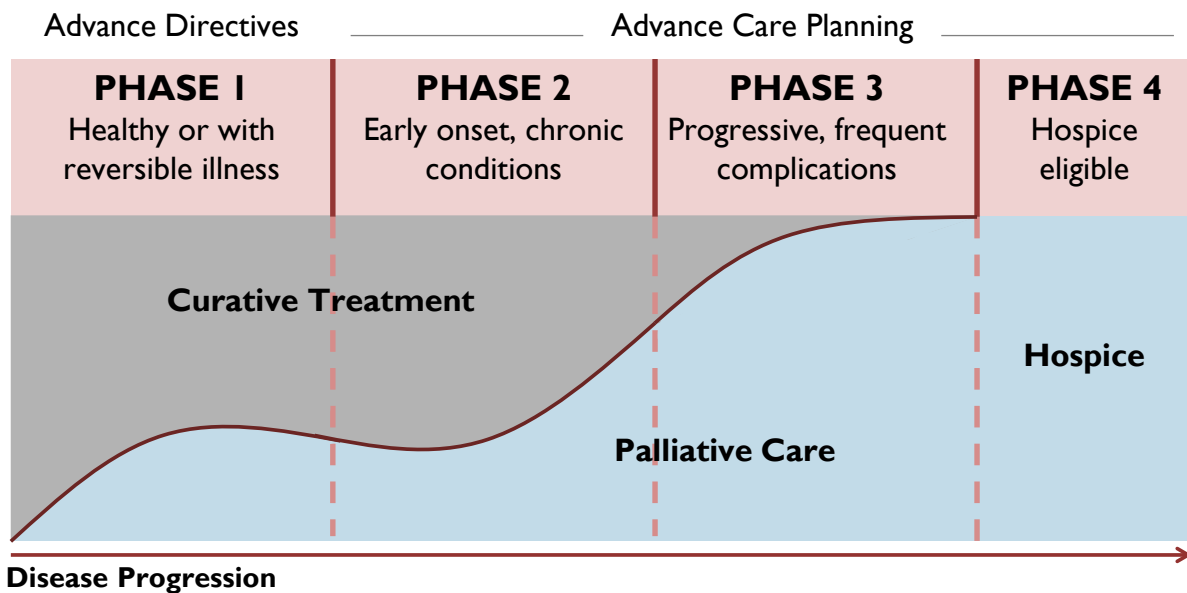 Advance Directives
Advance Care Planning
PHASE 1
Healthy or with
reversible illness
PHASE 2
Early onset, chronic
conditions
PHASE 3
Progressive, frequent
complications
PHASE 4
Hospice
eligible
Curative Treatment
Hospice
Palliative Care
Disease Progression